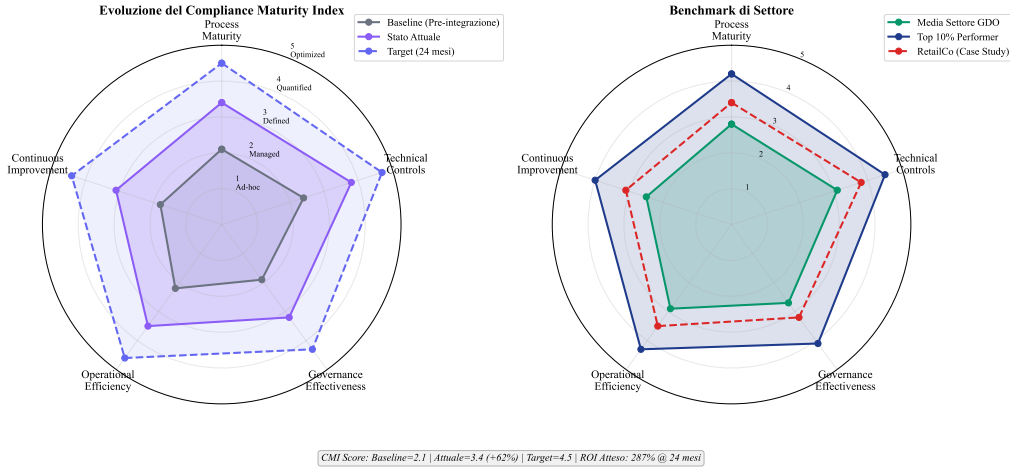 Evoluzione del Compliance Maturity Index
Baseline (Pre-integrazione)
Stato Attuale
Target (24 mesi)
Process
Maturity
Technical
Controls
Governance
Effectiveness
Operational
Efficiency
Continuous
Improvement
5
Optimized
4
Quantified
3
Defined
2
Managed
1
Ad-hoc
Benchmark di Settore
Media Settore GDO
Top 10% Performer
RetailCo (Case Study)
Process
Maturity
Technical
Controls
Governance
Effectiveness
Operational
Efficiency
Continuous
Improvement
5
4
3
2
1
CMI Score: Baseline=2.1 | Attuale=3.4 (+62%) | Target=4.5 | ROI Atteso: 287% @ 24 mesi